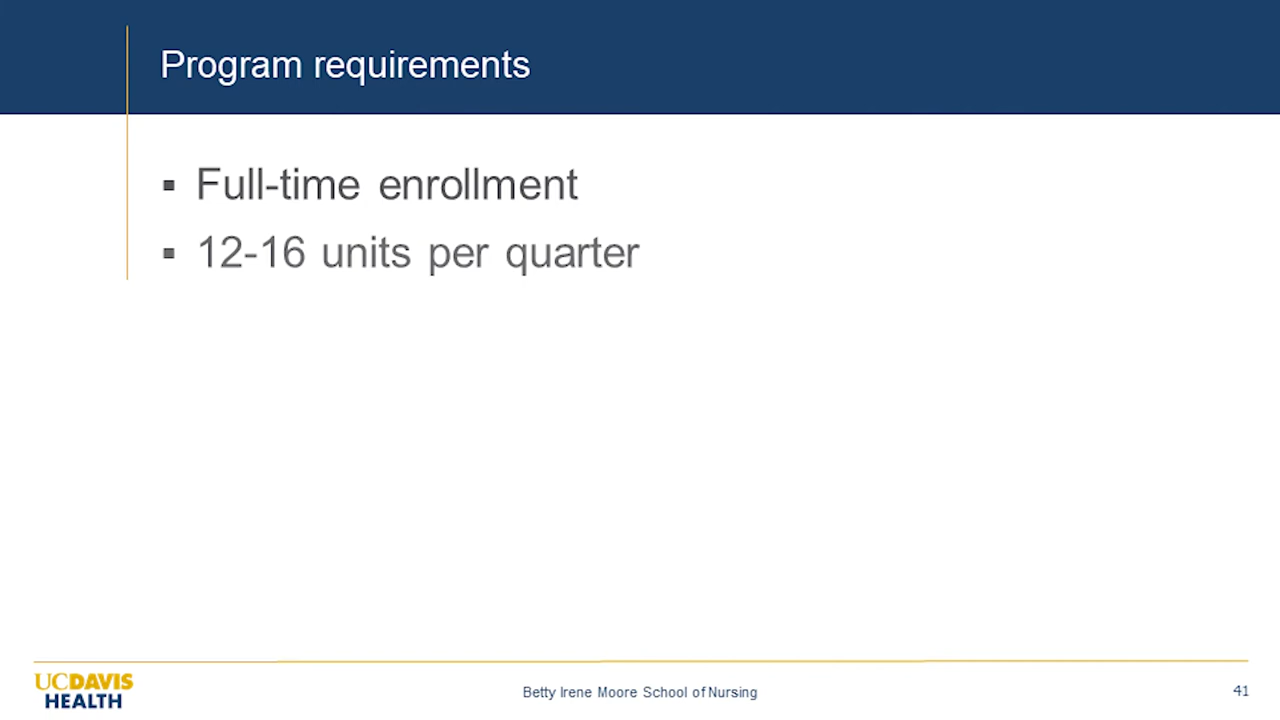 Program requirements
▪ Full-time enrollment
▪ 12-16 units per quarter
UCDAVIS
HEALTH
Betty Irene Moore School of Nursing
41